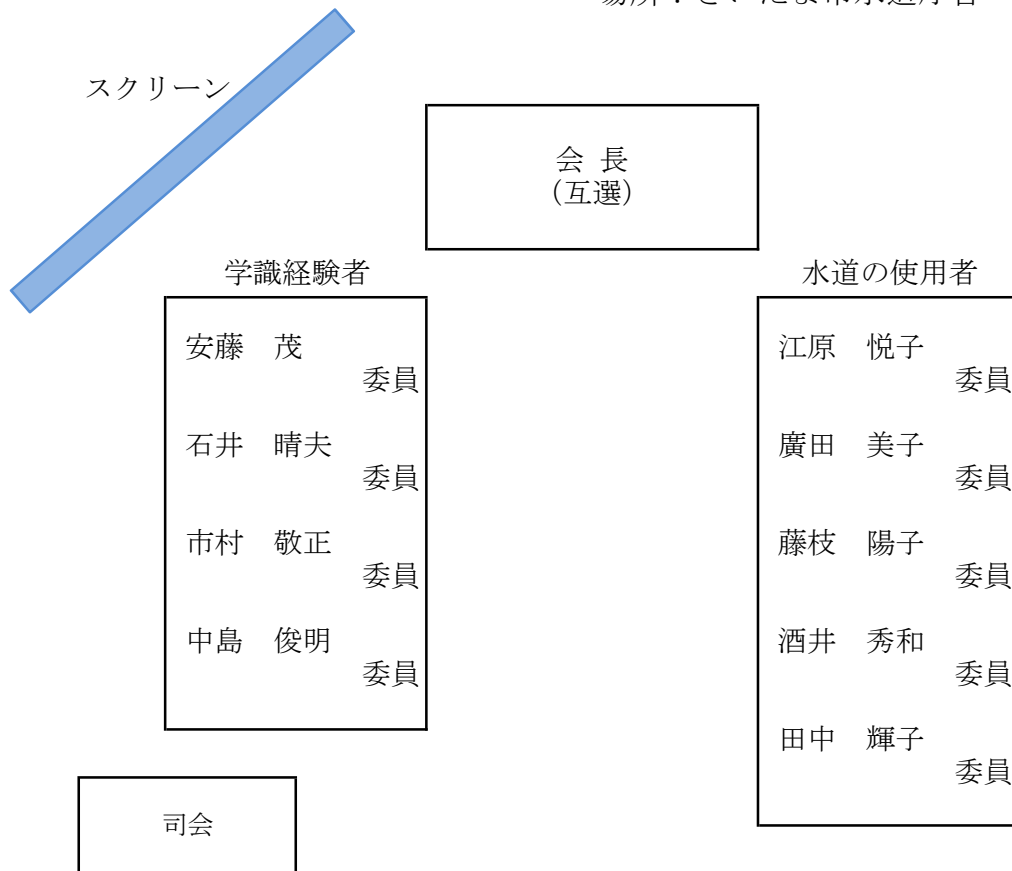 スクリーン
会 長
(互選)
学識経験者
安藤　茂
委員
石井　晴夫
委員
市村　敬正
委員
中島　俊明
委員
水道の使用者
江原　悦子
委員
廣田　美子
委員
藤枝　陽子
委員
酒井　秀和
委員
田中　輝子
委員
司会